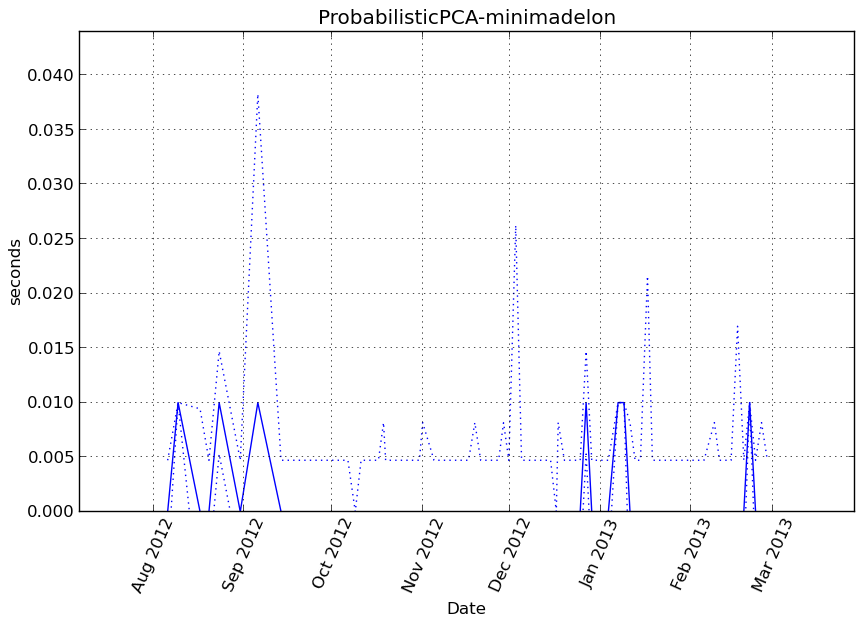 ProbabilisticPCA-minimadelon
seconds
0.040
0.035
0.030
0.025
0.020
0.015
0.010
0.005
0.000
Aug 2012
Sep 2012
Oct 2012
Nov 2012
Dec 2012
Jan 2013
Feb 2013
Mar 2013
Date